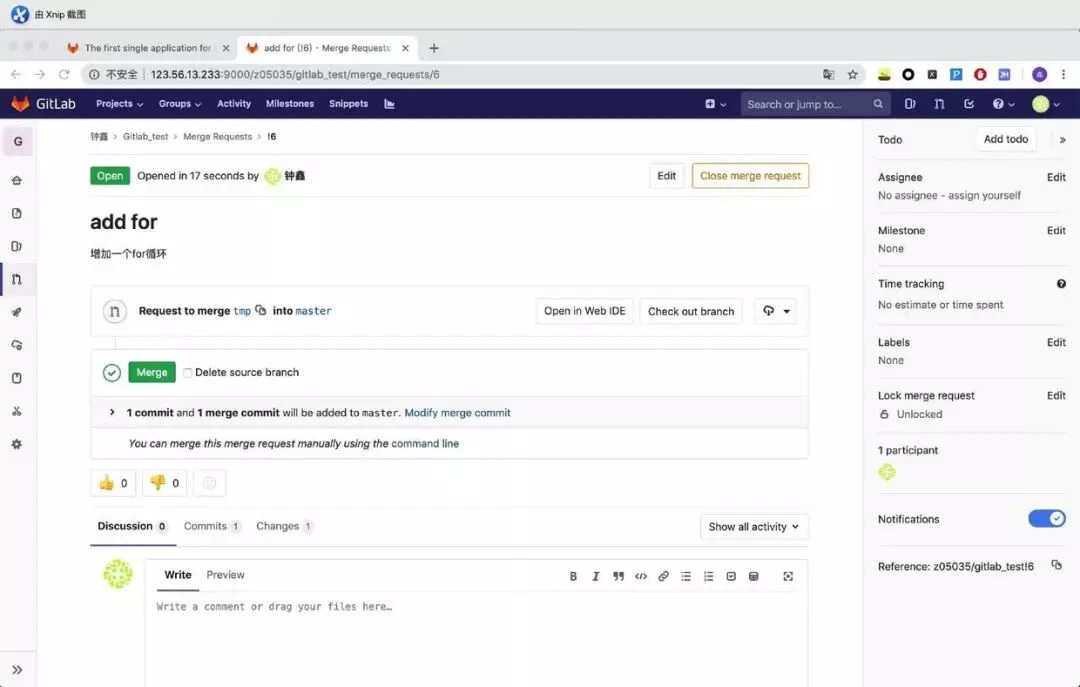 由 Xnip 截图
The first single application for
add for (!6) · Merge Requests
不安全 123.56.13.233:9000/z05035/gitlab_test/merge_requests/6
GitLab Projects Groups Activity Milestones Snippets Search or jump to...
G
钟鑫 > Gitlab_test > Merge Requests > !6
Open Opened in 17 seconds by 钟鑫 Edit Close merge request
add for
增加一个for循环
Request to merge tmp into master Open in Web IDE Check out branch
Merge Delete source branch
1 commit and 1 merge commit will be added to master. Modify merge commit
You can merge this merge request manually using the command line
0 0
Discussion 0 Commits 1 Changes 1 Show all activity
Write Preview
Write a comment or drag your files here…
Todo Add todo
Assignee Edit
No assignee - assign yourself
Milestone Edit
None
Time tracking
No estimate or time spent
Labels Edit
None
Lock merge request Edit
Unlocked
1 participant
Notifications
Reference: z05035/gitlab_test!6